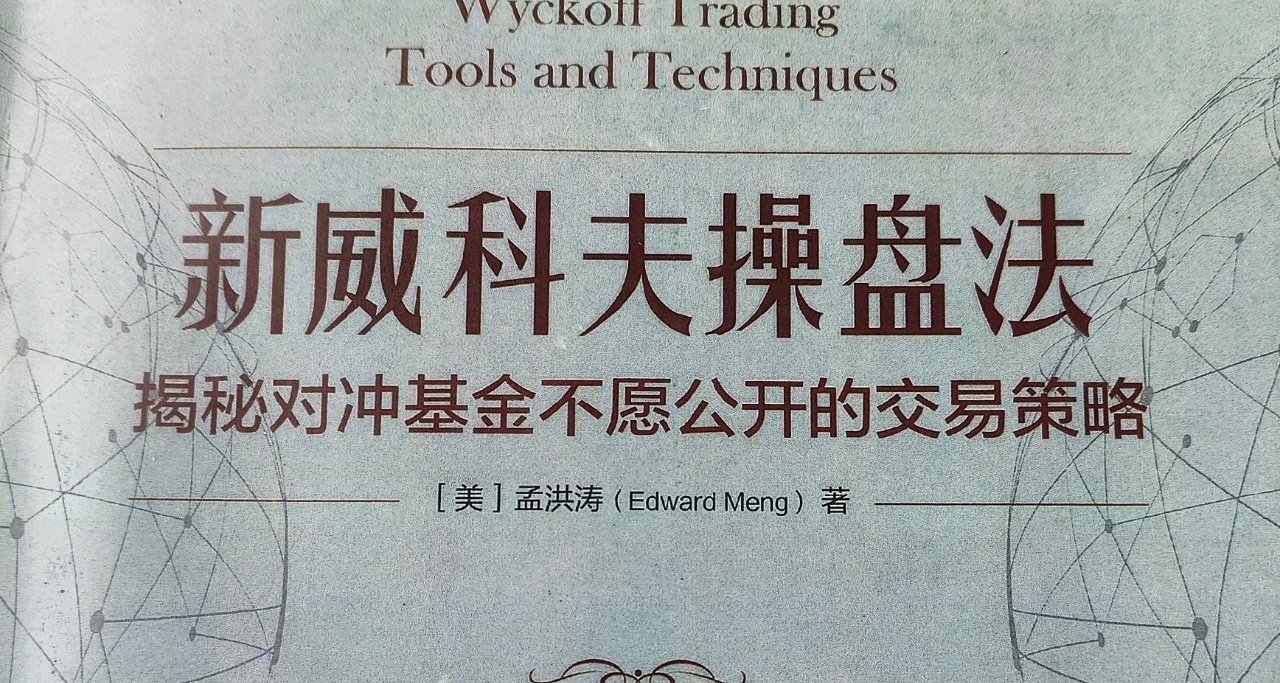 Wyckoff Trading
Tools and Techniques
新威科夫操盘法
揭秘对冲基金不愿公开的交易策略
[美]孟洪涛(Edward Meng)著